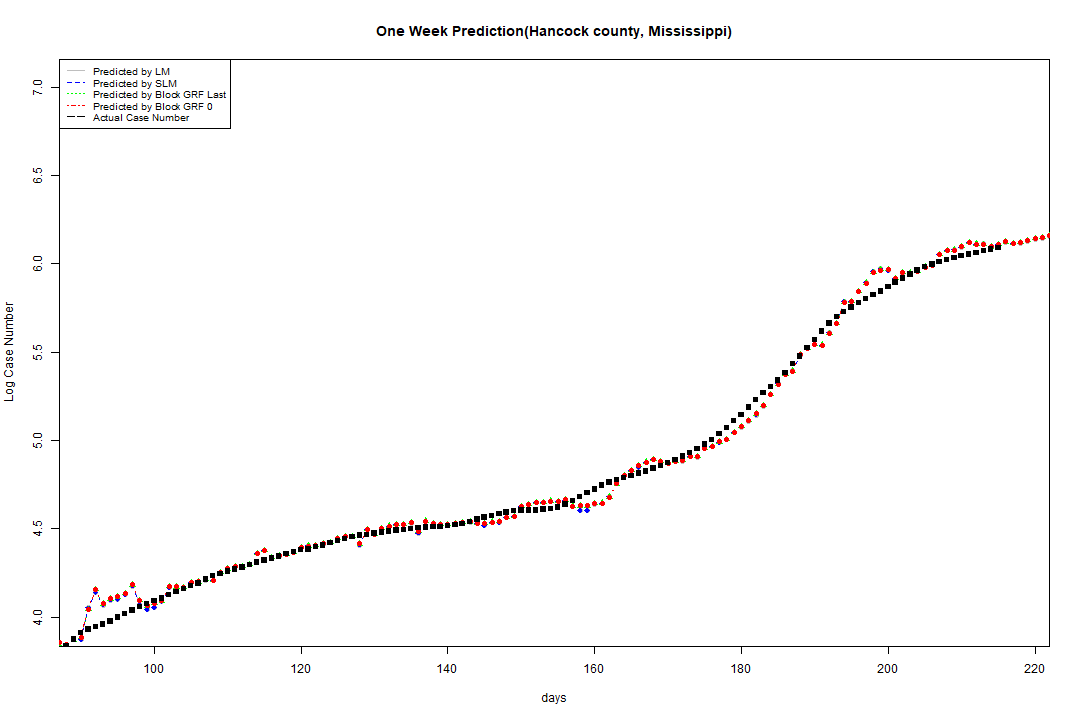 One Week Prediction(Hancock county, Mississippi)
Predicted by LM
Predicted by SLM
Predicted by Block GRF Last
Predicted by Block GRF 0
Actual Case Number
7.0
6.5
6.0
5.5
5.0
4.5
4.0
Log Case Number
100 120 140 160 180 200 220
days